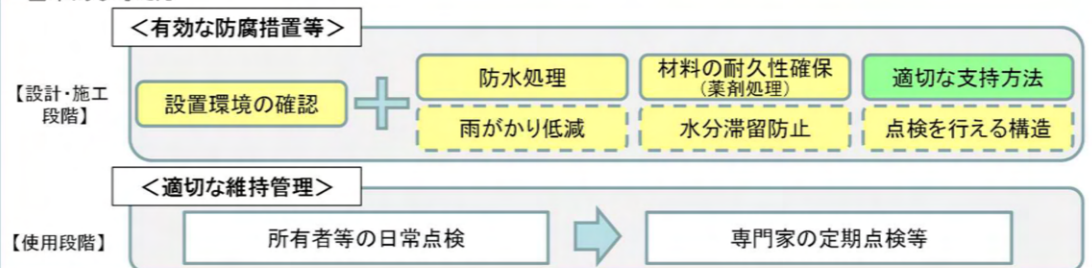 ＜有効な防腐措置等＞
【設計・施工
段階】
設置環境の確認
防水処理
材料の耐久性確保
（薬剤処理）
適切な支持方法
雨がかり低減
水分滞留防止
点検を行える構造
＜適切な維持管理＞
【使用段階】
所有者等の日常点検
専門家の定期点検等